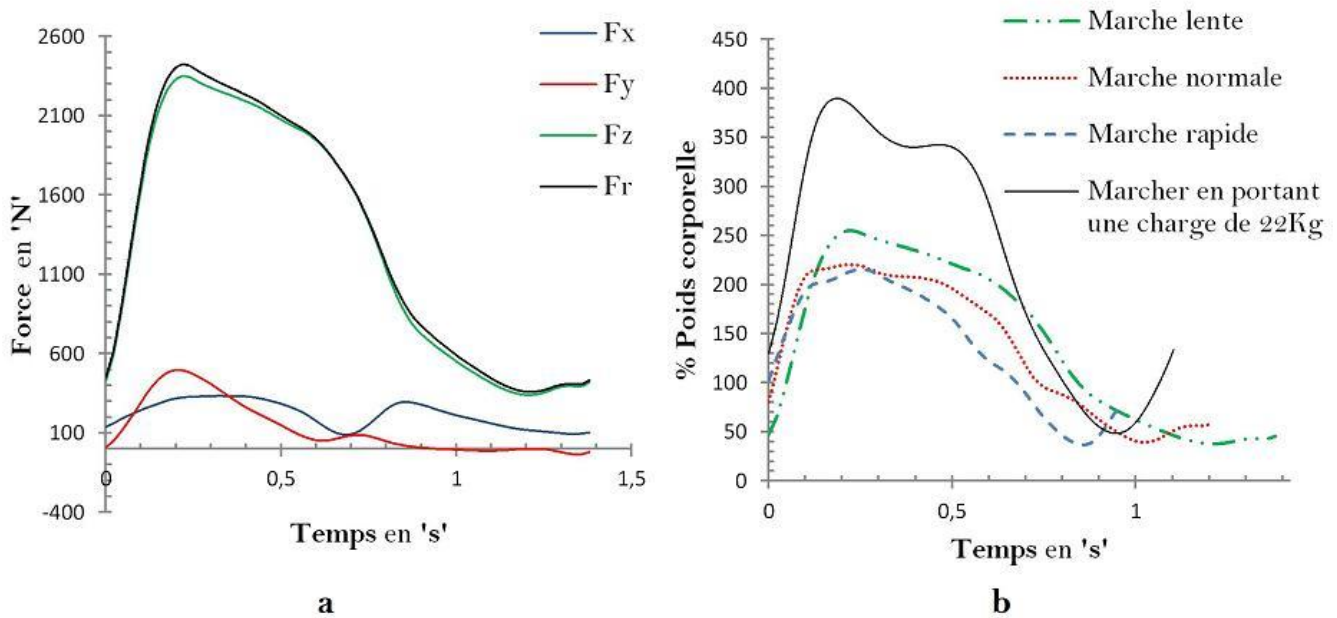 2600
2100
1600
1100
600
100
-400
0
0,5
1
1,5
Force en 'N'
Temps en 's'
Fx
Fy
Fz
Fr
a
450
400
350
300
250
200
150
100
50
0
0
0,5
1
% Poids corporelle
Temps en 's'
Marche lente
Marche normale
Marche rapide
Marcher en portant
une charge de 22Kg
b